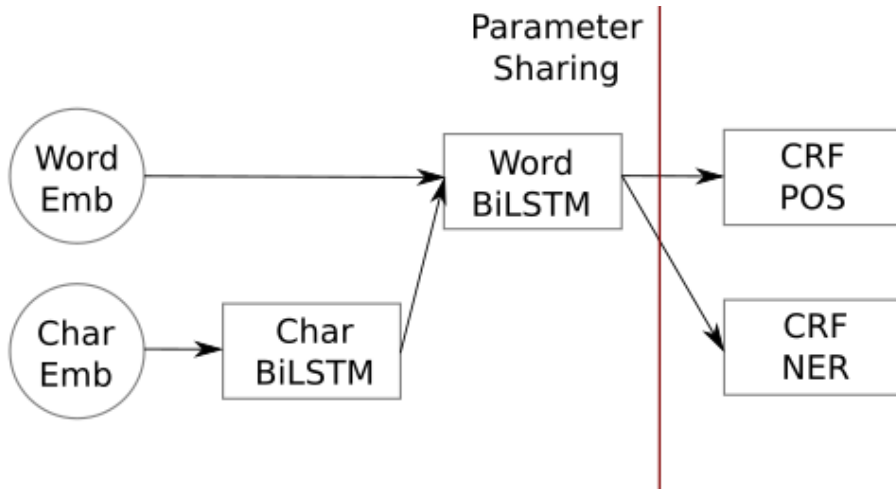 Parameter
Sharing
Word
Emb
Word
BiLSTM
CRF
POS
Char
Emb
Char
BiLSTM
CRF
NER